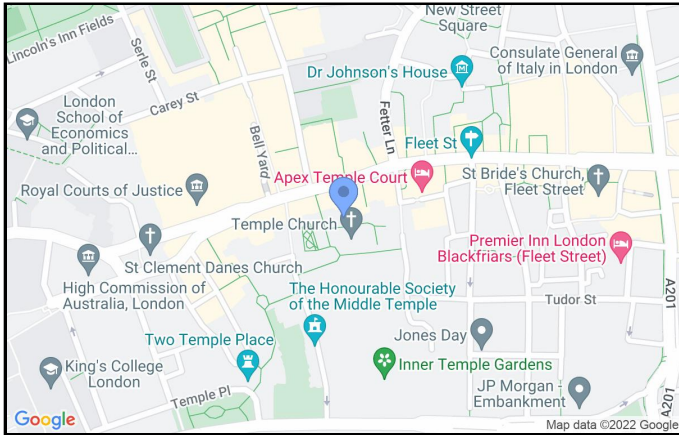 New Street
Square
Lincoln's Inn Fields
Serle St
Consulate General
of Italy in London
Dr Johnson's House
Carey St
London
School of
Economics
and Political...
Fetter Ln
Bell Yard
Fleet St
Apex Temple Court
St Bride's Church,
Fleet Street
Royal Courts of Justice
Temple Church
Premier Inn London
Blackfriars (Fleet Street)
St Clement Danes Church
High Commission of
Australia, London
The Honourable Society
of the Middle Temple
Tudor St
A201
Two Temple Place
Jones Day
King's College
London
Inner Temple Gardens
Temple Pl
JP Morgan -
Embankment
A201
Google
Map data ©2022 Google